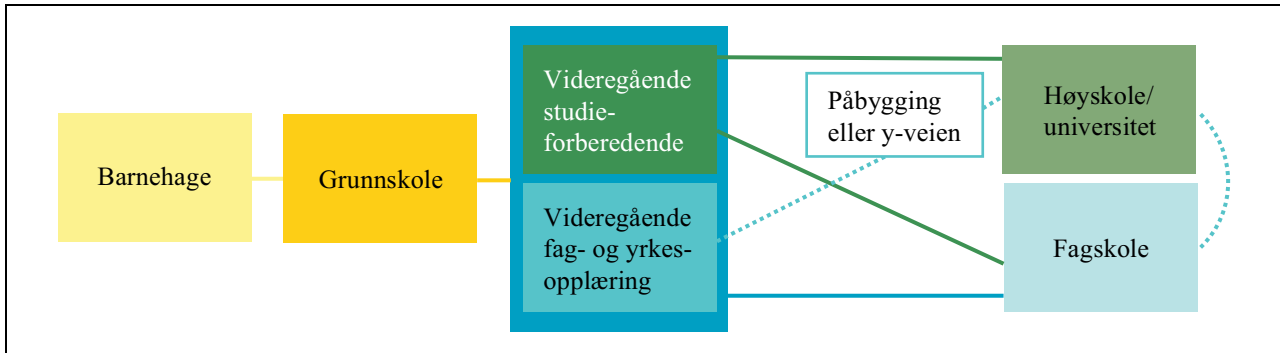 Barnehage
Grunnskole
Videregående
studie-
forberedende
Videregående
fag- og yrkes-
opplæring
Påbygging
eller y-veien
Høyskole/
universitet
Fagskole